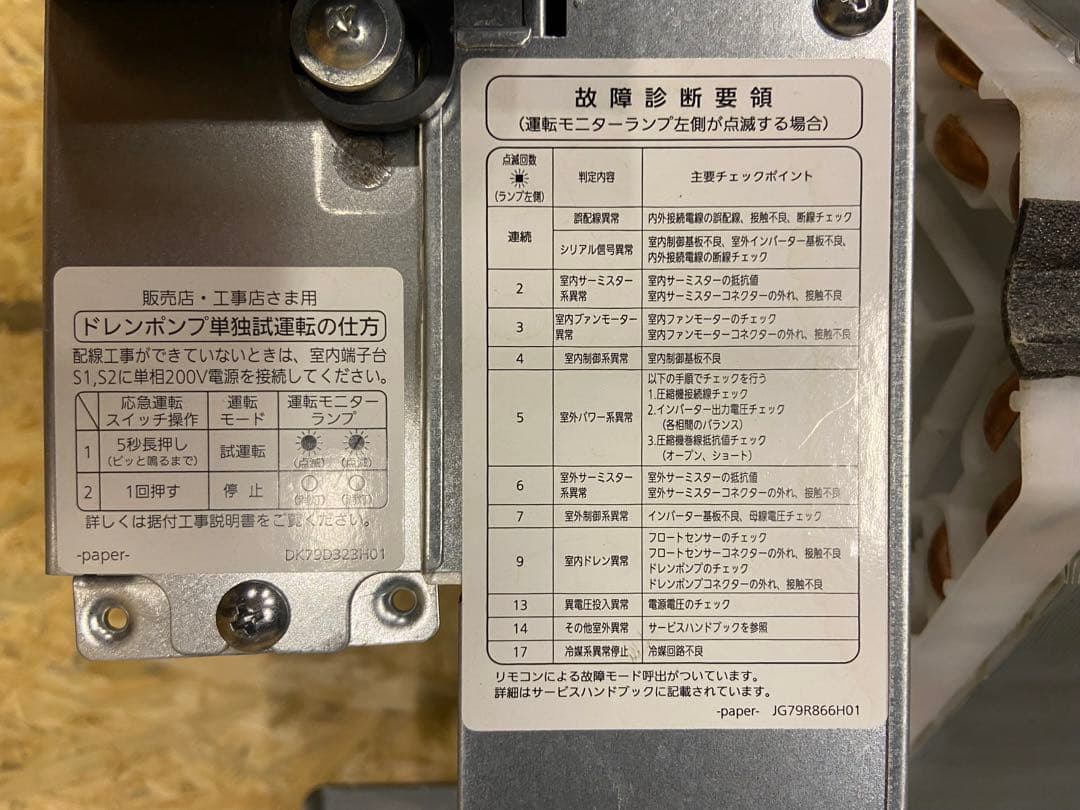 販売店・工事店さま用
ドレンポンプ単独試運転の仕方
配線工事ができていないときは、室内端子台
S1,S2に単相200V電源を接続してください。
応急運転
スイッチ操作
運転
モード
運転モニター
ランプ
1
5秒長押し
(ピッと鳴るまで)
試運転
(点滅)
(点滅)
2
1回押す
停止
(消灯)
(消灯)
詳しくは据付工事説明書をご覧ください。
-paper-
DK79D323H01
故障診断要領
(運転モニターランプ左側が点滅する場合)
点滅回数
(ランプ左側)
判定内容
主要チェックポイント
連続
誤配線異常
内外接続電線の誤配線、接触不良、断線チェック
シリアル信号異常
室内制御基板不良、室外インバーター基板不良、
内外接続電線の断線チェック
2
室内サーミスター
系異常
室内サーミスターの抵抗値
室内サーミスターコネクターの外れ、接触不良
3
室内ファンモーター
異常
室内ファンモーターのチェック
室内ファンモーターコネクターの外れ、接触不良
4
室内制御系異常
室内制御基板不良
5
室外パワー系異常
以下の手順でチェックを行う
1.圧縮機接続線チェック
2.インバーター出力電圧チェック
(各相間のバランス)
3.圧縮機巻線抵抗値チェック
(オープン、ショート)
6
室外サーミスター
系異常
室外サーミスターの抵抗値
室外サーミスターコネクターの外れ、接触不良
7
室外制御系異常
インバーター基板不良、母線電圧チェック
9
室内ドレン異常
フロートセンサーのチェック
フロートセンサーコネクターの外れ、接触不良
ドレンポンプのチェック
ドレンポンプコネクターの外れ、接触不良
13
異電圧投入異常
電源電圧のチェック
14
その他室外異常
サービスハンドブックを参照
17
冷媒系異常停止
冷媒回路不良
リモコンによる故障モード呼出がついています。
詳細はサービスハンドブックに記載されています。
-paper- JG79R866H01